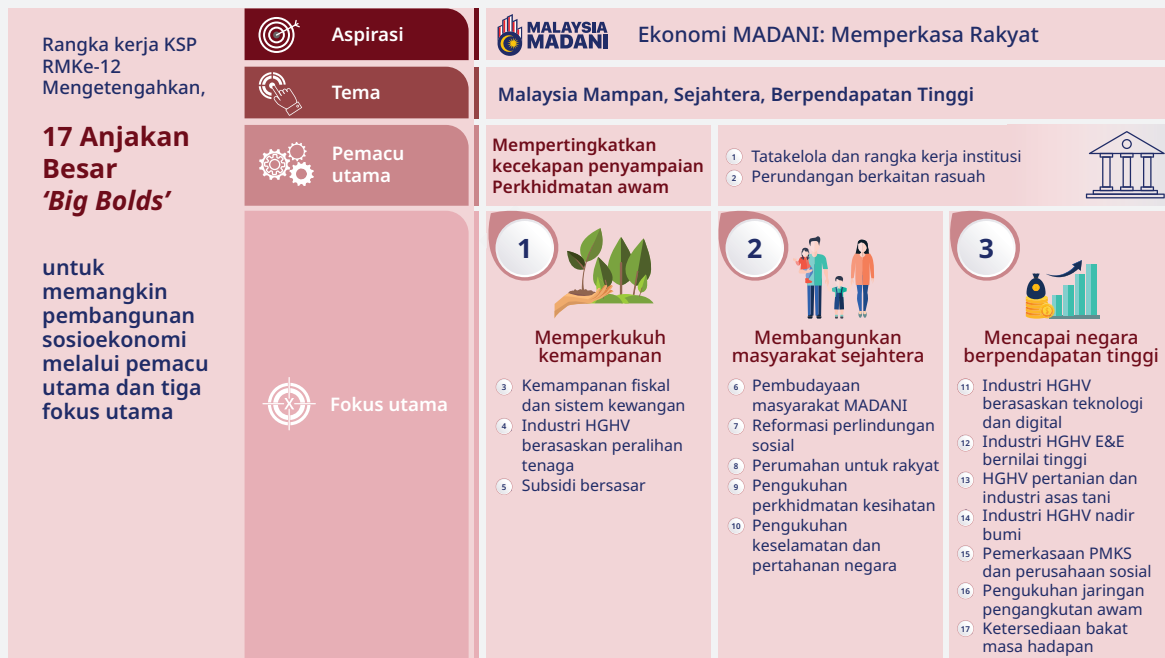 Rangka kerja KSP
RMKe-12
Mengetengahkan,
17 Anjakan
Besar
‘Big Bolds’
untuk
memangkin
pembangunan
sosioekonomi
melalui pemacu
utama dan tiga
fokus utama
Aspirasi
MALAYSIA
MADANI
Ekonomi MADANI: Memperkasa Rakyat
Tema
Malaysia Mampan, Sejahtera, Berpendapatan Tinggi
Pemacu
utama
Mempertingkatkan
kecekapan penyampaian
Perkhidmatan awam
1 Tatakelola dan rangka kerja institusi
2 Perundangan berkaitan rasuah
Fokus utama
1
Memperkukuh
kemampanan
3 Kemampanan fiskal
dan sistem kewangan
4 Industri HGHV
berasaskan peralihan
tenaga
5 Subsidi bersasar
2
Membangunkan
masyarakat sejahtera
6 Pembudayaan
masyarakat MADANI
7 Reformasi perlindungan
sosial
8 Perumahan untuk rakyat
9 Pengukuhan
perkhidmatan kesihatan
10 Pengukuhan
keselamatan dan
pertahanan negara
3
Mencapai negara
berpendapatan tinggi
11 Industri HGHV
berasaskan teknologi
dan digital
12 Industri HGHV E&E
bernilai tinggi
13 HGHV pertanian dan
industri asas tani
14 Industri HGHV nadir
bumi
15 Pemerkasaan PMKS
dan perusahaan sosial
16 Pengukuhan jaringan
pengangkutan awam
17 Ketersediaan bakat
masa hadapan